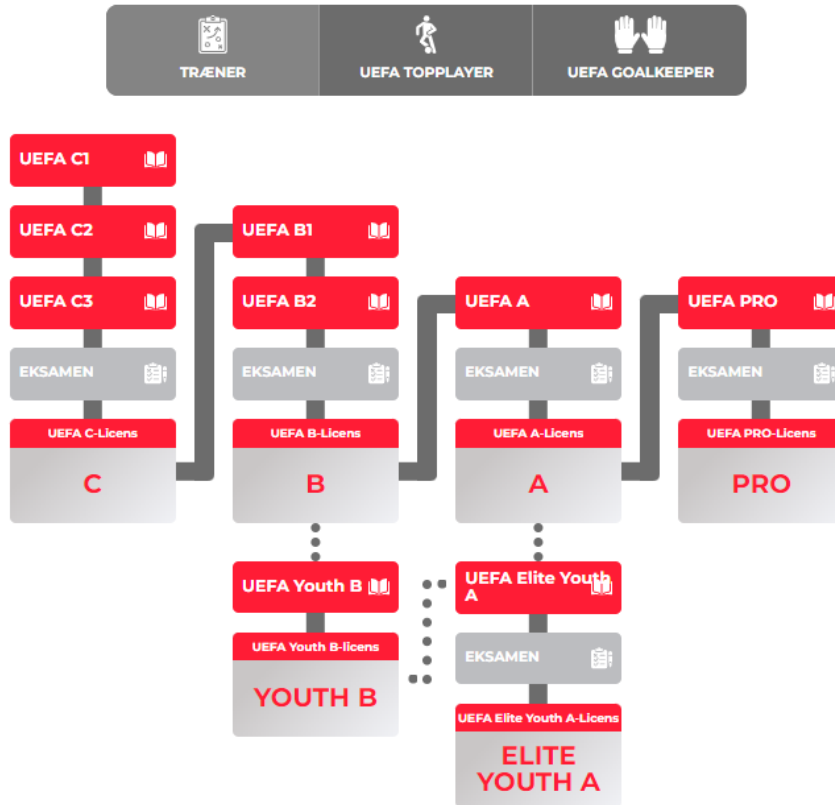 TRÆNER
UEFA TOPPLAYER
UEFA GOALKEEPER
UEFA C1
UEFA C2
UEFA C3
EKSAMEN
UEFA C-Licens
C
UEFA B1
UEFA B2
EKSAMEN
UEFA B-Licens
B
UEFA A
EKSAMEN
UEFA A-Licens
A
UEFA PRO
EKSAMEN
UEFA PRO-Licens
PRO
UEFA Youth B
UEFA Youth B-licens
YOUTH B
UEFA Elite Youth
A
EKSAMEN
UEFA Elite Youth A-Licens
ELITE
YOUTH A